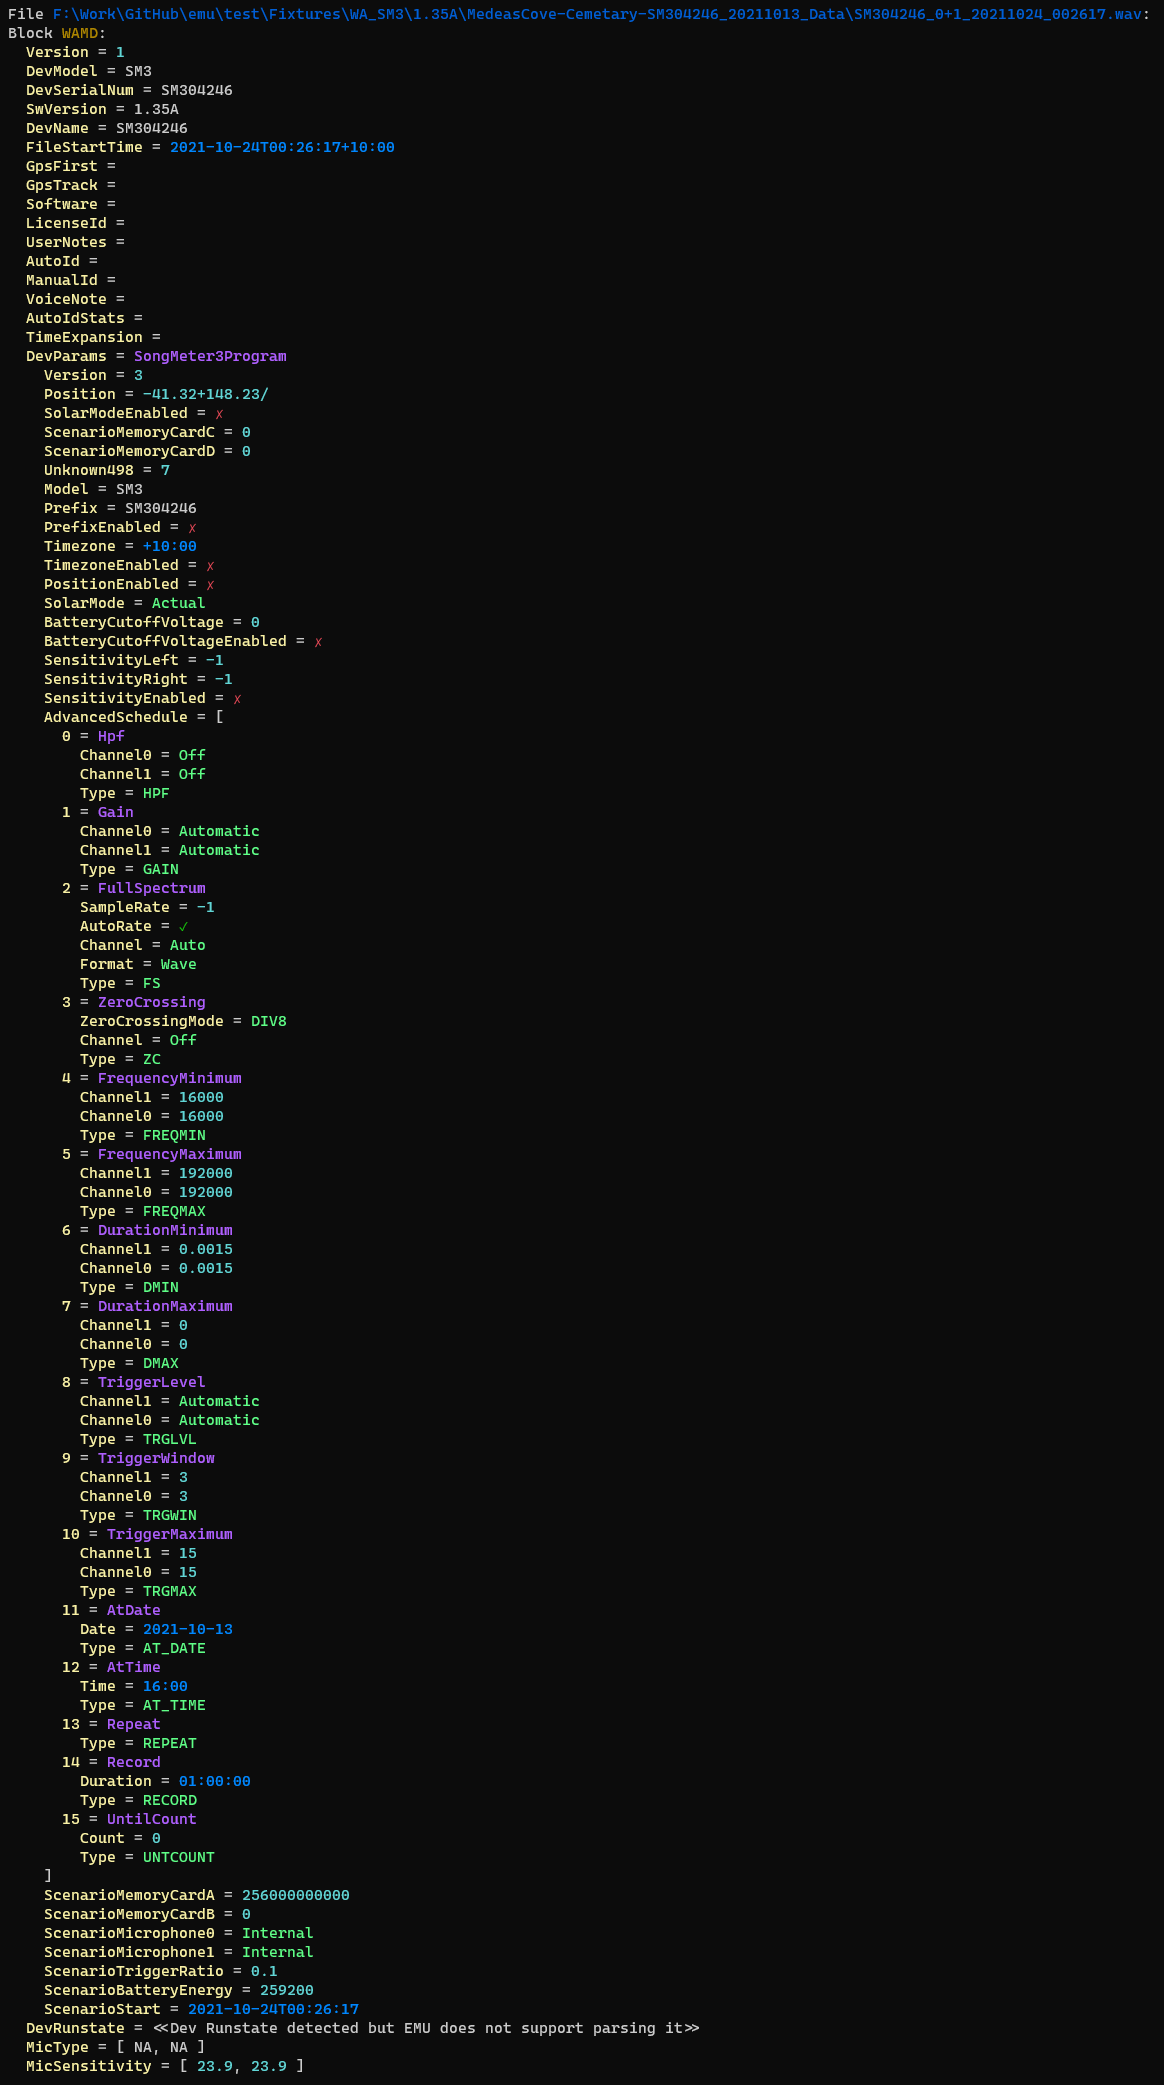 File F:\Work\GitHub\emu\test\Fixtures\WA_SM3\1.35A\MedeasCove-Cemetary-SM304246_20211013_Data\SM304246_0+1_20211024_002617.wav:
Block WAMD:
Version = 1
DevModel = SM3
DevSerialNum = SM304246
SwVersion = 1.35A
DevName = SM304246
FileStartTime = 2021-10-24T00:26:17+10:00
GpsFirst =
GpsTrack =
Software =
LicenseId =
UserNotes =
AutoId =
ManualId =
VoiceNote =
AutoIdStats =
TimeExpansion =
DevParams = SongMeter3Program
Version = 3
Position = -41.32+148.23/
SolarModeEnabled = ✗
ScenarioMemoryCardC = 0
ScenarioMemoryCardD = 0
Unknown498 = 7
Model = SM3
Prefix = SM304246
PrefixEnabled = ✗
Timezone = +10:00
TimezoneEnabled = ✗
PositionEnabled = ✗
SolarMode = Actual
BatteryCutoffVoltage = 0
BatteryCutoffVoltageEnabled = ✗
SensitivityLeft = -1
SensitivityRight = -1
SensitivityEnabled = ✗
AdvancedSchedule = [
0 = Hpf
Channel0 = Off
Channel1 = Off
Type = HPF
1 = Gain
Channel0 = Automatic
Channel1 = Automatic
Type = GAIN
2 = FullSpectrum
SampleRate = -1
AutoRate = ✓
Channel = Auto
Format = Wave
Type = FS
3 = ZeroCrossing
ZeroCrossingMode = DIV8
Channel = Off
Type = ZC
4 = FrequencyMinimum
Channel1 = 16000
Channel0 = 16000
Type = FREQMIN
5 = FrequencyMaximum
Channel1 = 192000
Channel0 = 192000
Type = FREQMAX
6 = DurationMinimum
Channel1 = 0.0015
Channel0 = 0.0015
Type = DMIN
7 = DurationMaximum
Channel1 = 0
Channel0 = 0
Type = DMAX
8 = TriggerLevel
Channel1 = Automatic
Channel0 = Automatic
Type = TRGLVL
9 = TriggerWindow
Channel1 = 3
Channel0 = 3
Type = TRGWIN
10 = TriggerMaximum
Channel1 = 15
Channel0 = 15
Type = TRGMAX
11 = AtDate
Date = 2021-10-13
Type = AT_DATE
12 = AtTime
Time = 16:00
Type = AT_TIME
13 = Repeat
Type = REPEAT
14 = Record
Duration = 01:00:00
Type = RECORD
15 = UntilCount
Count = 0
Type = UNTCOUNT
]
ScenarioMemoryCardA = 256000000000
ScenarioMemoryCardB = 0
ScenarioMicrophone0 = Internal
ScenarioMicrophone1 = Internal
ScenarioTriggerRatio = 0.1
ScenarioBatteryEnergy = 259200
ScenarioStart = 2021-10-24T00:26:17
DevRunstate = <<Dev Runstate detected but EMU does not support parsing it>>
MicType = [ NA, NA ]
MicSensitivity = [ 23.9, 23.9 ]